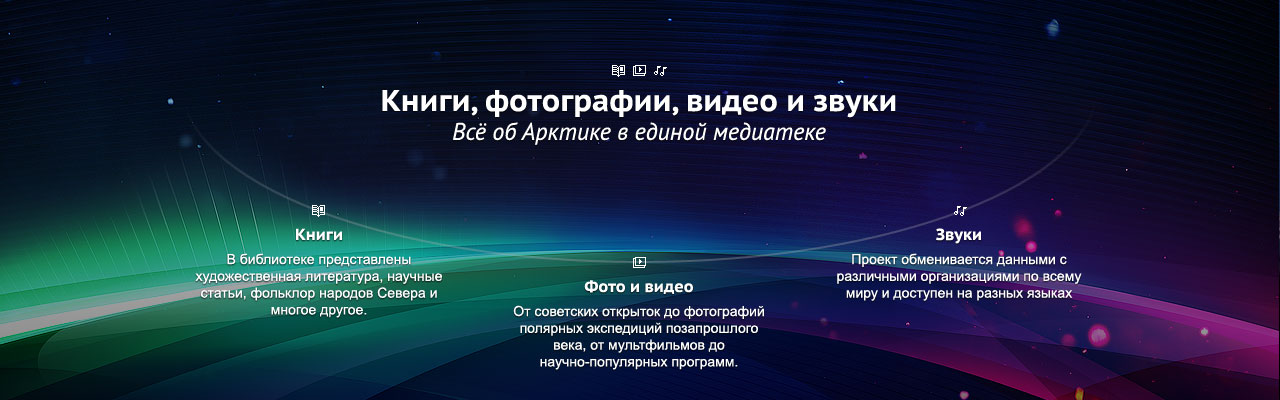 Книги, фотографии, видео и звуки
Всё об Арктике в единой медиатеке
Книги
В библиотеке представлены
художественная литература, научные
статьи, фольклор народов Севера и
многое другое.
Фото и видео
От советских открыток до фотографий
полярных экспедиций позапрошлого
века, от мультфильмов до
научно-популярных программ.
Звуки
Проект обменивается данными с
различными организациями по всему
миру и доступен на разных языках